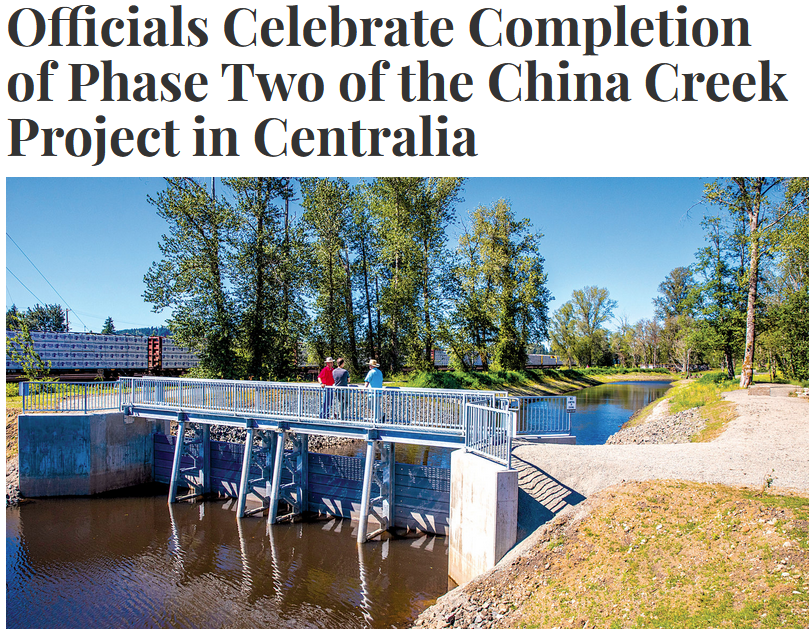 Officials Celebrate Completion
of Phase Two of the China Creek
Project in Centralia